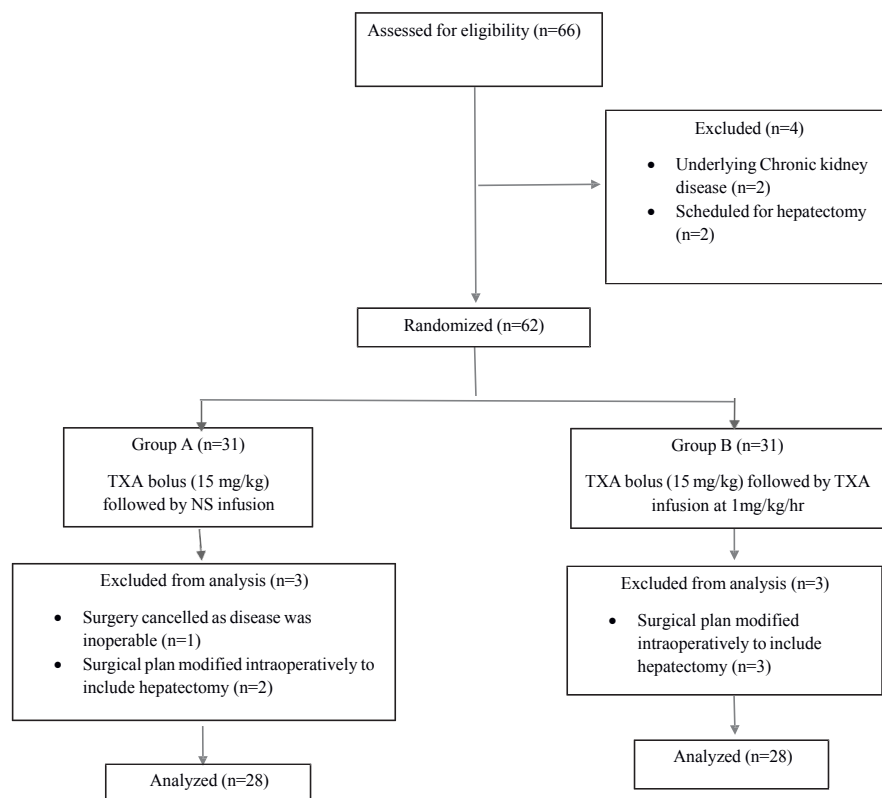 Assessed for eligibility (n=66)
Excluded (n=4)
• Underlying Chronic kidney
disease (n=2)
• Scheduled for hepatectomy
(n=2)
Randomized (n=62)
Group A (n=31)
TXA bolus (15 mg/kg)
followed by NS infusion
Group B (n=31)
TXA bolus (15 mg/kg) followed by TXA
infusion at 1mg/kg/hr
Excluded from analysis (n=3)
• Surgery cancelled as disease was
inoperable (n=1)
• Surgical plan modified intraoperatively to
include hepatectomy (n=2)
Excluded from analysis (n=3)
• Surgical plan modified
intraoperatively to include
hepatectomy (n=3)
Analyzed (n=28)
Analyzed (n=28)